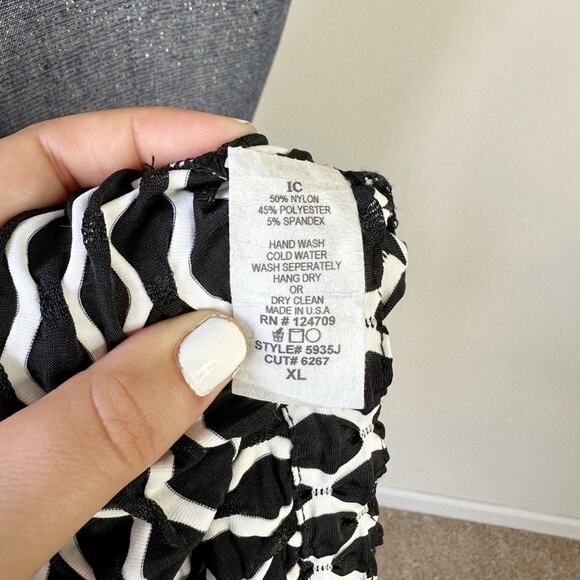 IC
50% NYLON
45% POLYESTER
5% SPANDEX
HAND WASH
COLD WATER
WASH SEPERATELY
HANG DRY
OR
DRY CLEAN
MADE IN U.S.A
RN # 124709
STYLE# 5935J
CUT# 6267
XL